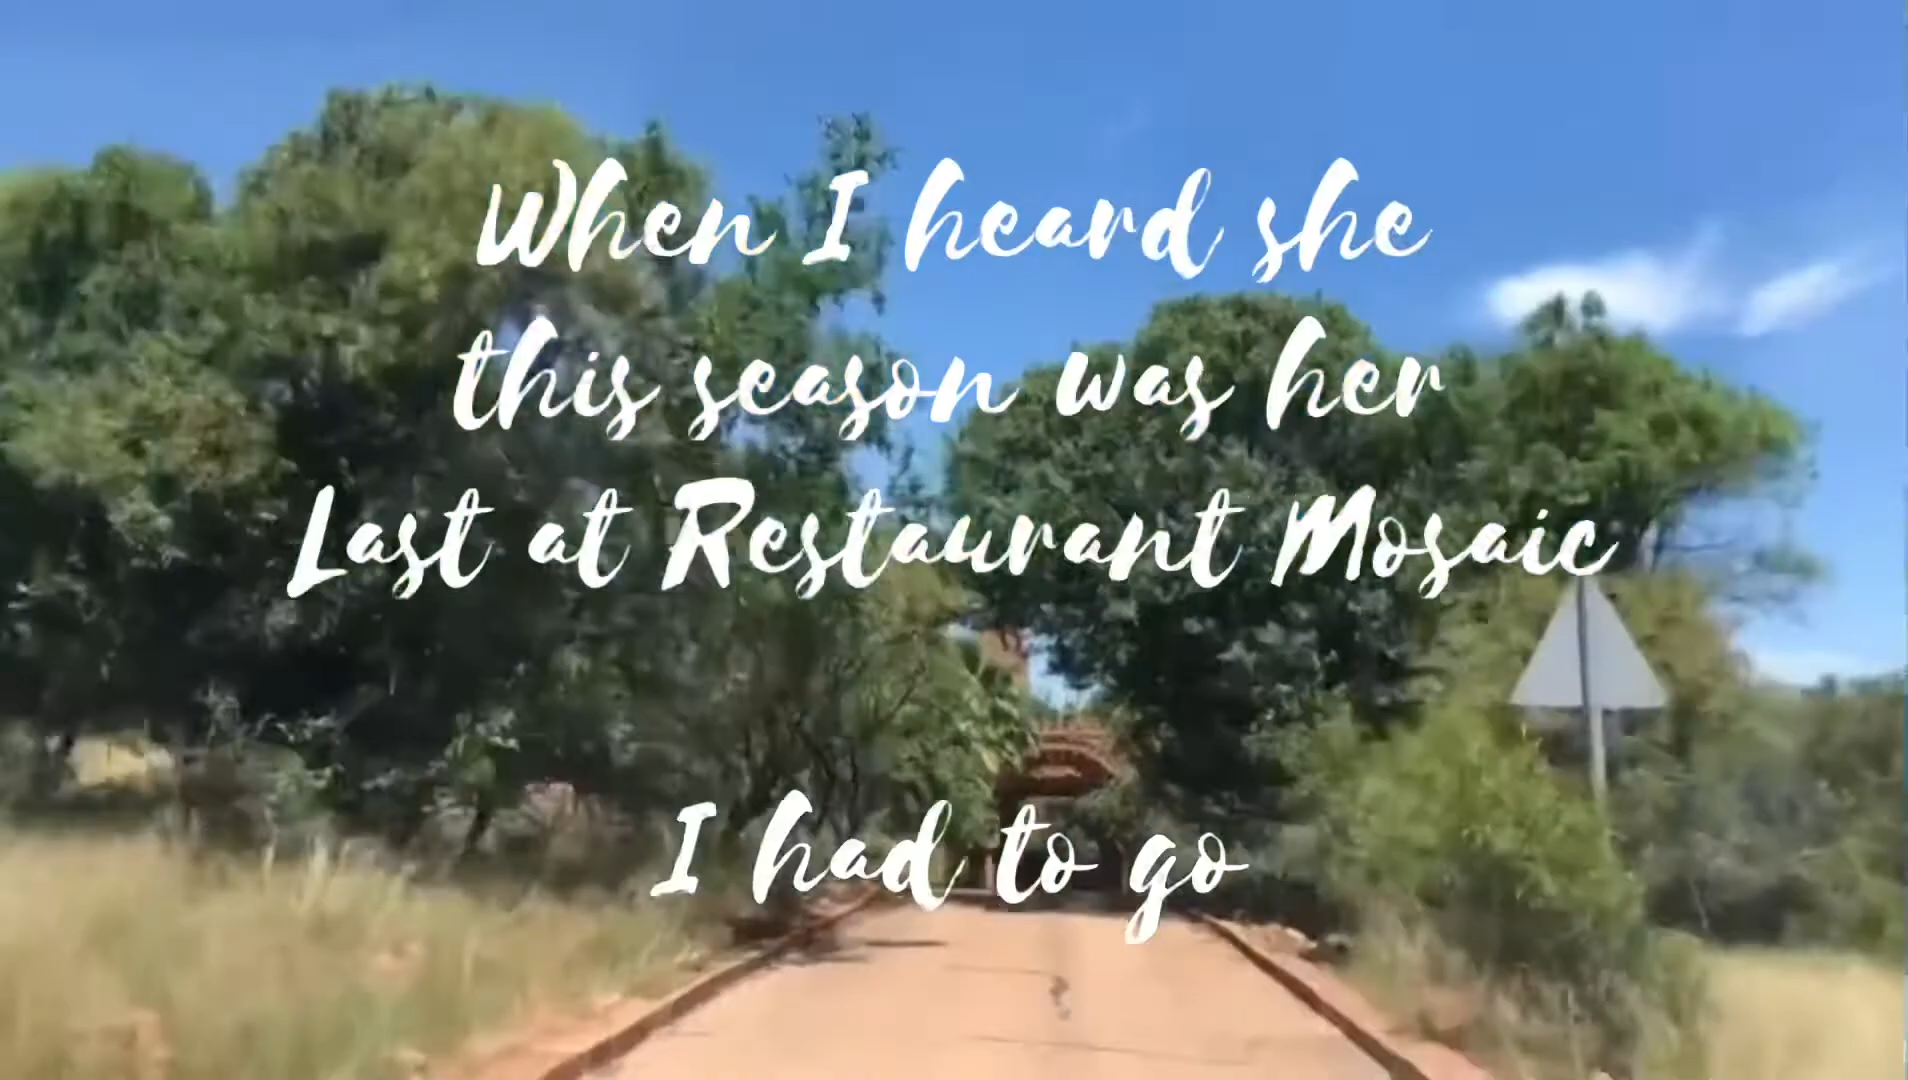 When I heard she
this season was her
Last at Restaurant Mosaic
I had to go